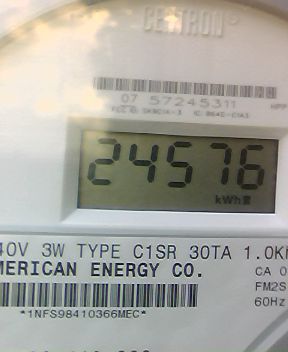 CENTRON
07 57245311
24576
kWh
40V 3W TYPE C1SR 30TA 1.0K
MERICAN ENERGY CO.
CA 0
FM2S
60Hz
*1NFS98410366MEC*